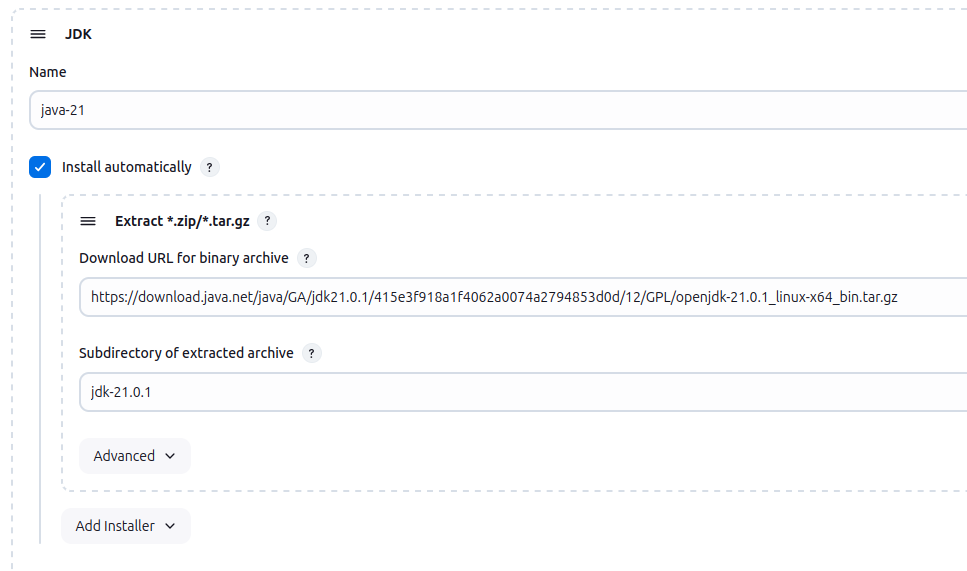 JDK
Name
java-21
Install automatically ?
Extract *.zip/*.tar.gz ?
Download URL for binary archive ?
https://download.java.net/java/GA/jdk21.0.1/415e3f918a1f4062a0074a2794853d0d/12/GPL/openjdk-21.0.1_linux-x64_bin.tar.gz
Subdirectory of extracted archive ?
jdk-21.0.1
Advanced
Add Installer